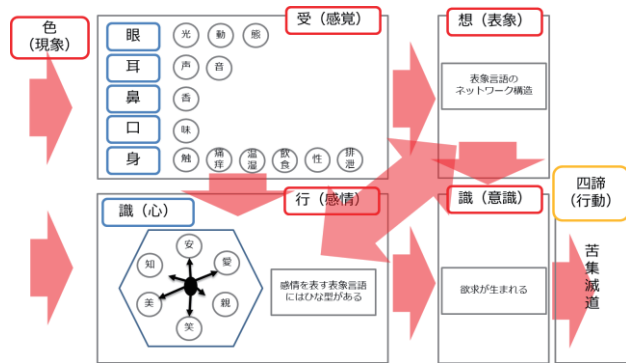 色
（現象）
受（感覚）
眼
光
動
態
耳
声
音
鼻
香
口
味
身
触
痛
痒
温
湿
飲
食
性
排
泄
想（表象）
表象言語の
ネットワーク構造
識（心）
行（感情）
安
愛
親
笑
美
知
感情を表す表象言語
にはひな型がある
識（意識）
欲求が生まれる
四諦
（行動）
苦集滅道